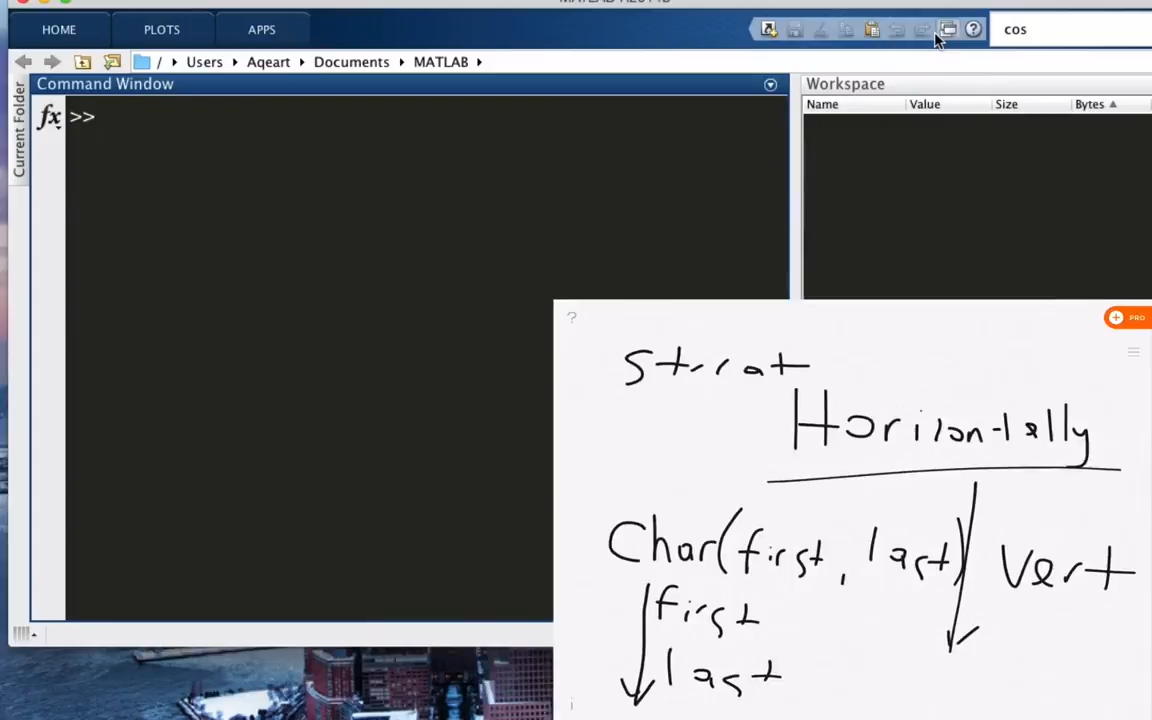 HOME PLOTS APPS cos
/ Users Aqeart Documents MATLAB
Command Window
Workspace
Name Value Size Bytes
Current Folder
fx >>
? PRO
Strcat
Horizontally
Char(first, last) Vert
first
last